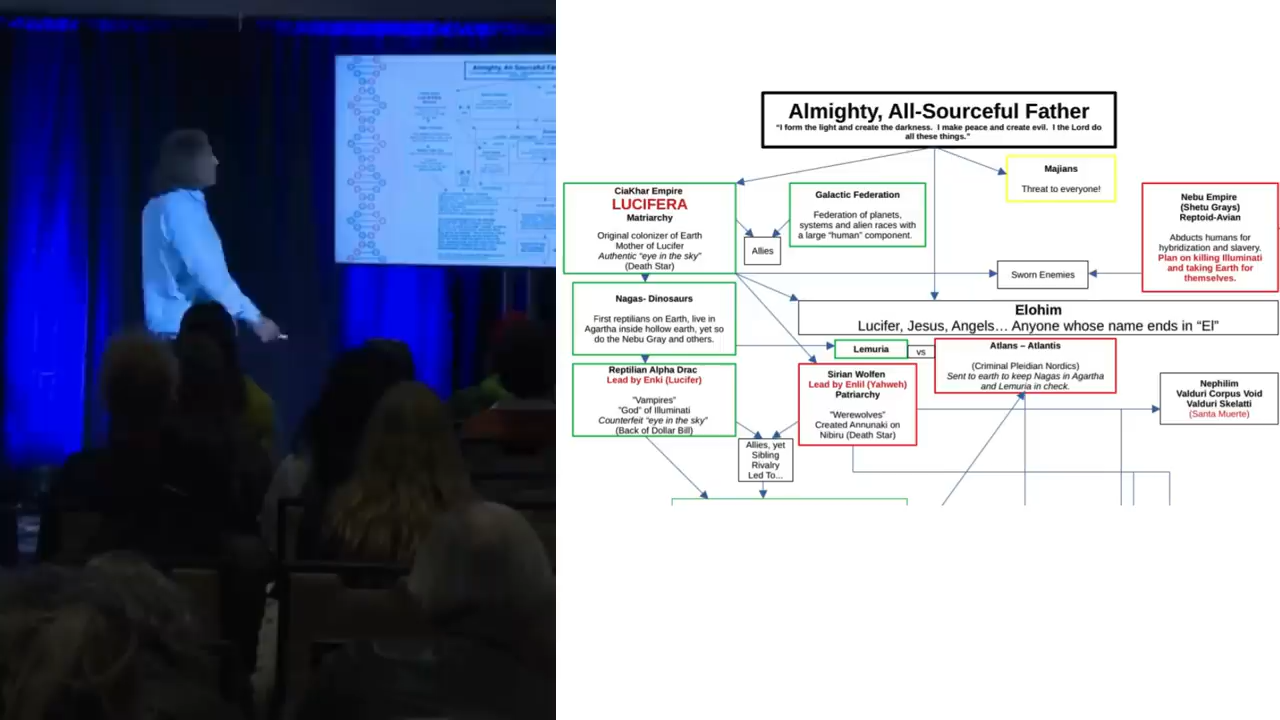 Almighty, All-Sourceful Father
"I form the light and create the darkness. I make peace and create evil. I the Lord do
all these things."
Majians
Threat to everyone!
CiaKhar Empire
LUCIFERA
Matriarchy
Original colonizer of Earth
Mother of Lucifer
Authentic "eye in the sky"
(Death Star)
Galactic Federation
Federation of planets,
systems and alien races with
a large "human" component.
Nebu Empire
(Shetu Grays)
Reptoid-Avian
Abducts humans for
hybridization and slavery.
Plan on killing Illuminati
and taking Earth for
themselves.
Allies
Sworn Enemies
Nagas- Dinosaurs
First reptilians on Earth, live in
Agartha inside hollow earth, yet so
do the Nebu Gray and others.
Elohim
Lucifer, Jesus, Angels... Anyone whose name ends in "El"
Lemuria
vs
Atlans – Atlantis
(Criminal Pleidian Nordics)
Sent to earth to keep Nagas in Agartha
and Lemuria in check.
Reptilian Alpha Drac
Lead by Enki (Lucifer)
"Vampires"
"God" of Illuminati
Counterfeit "eye in the sky"
(Back of Dollar Bill)
Sirian Wolfen
Lead by Enlil (Yahweh)
Patriarchy
"Werewolves"
Created Annunaki on
Nibiru (Death Star)
Nephilim
Valduri Corpus Void
Valduri Skelatti
(Santa Muerte)
Allies, yet
Sibling
Rivalry
Led To...